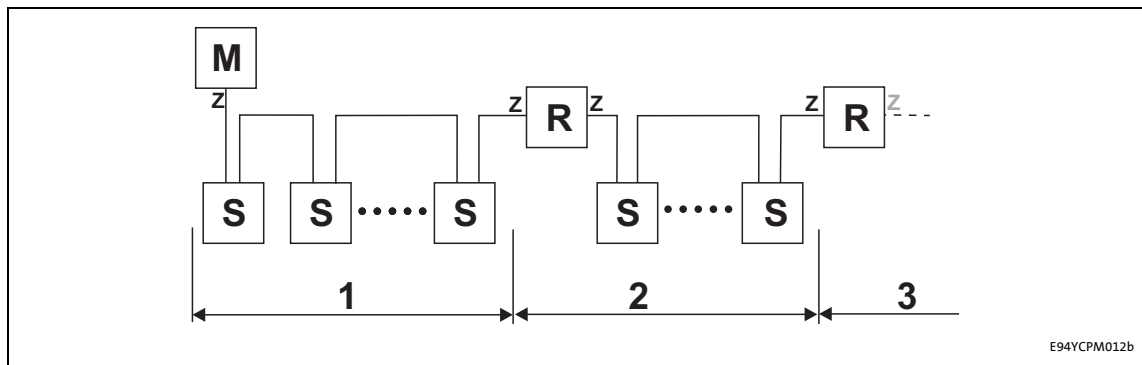 M
Z
Z R Z
Z R Z
S S ..... S
S ..... S
1 2 3
E94YCPM012b